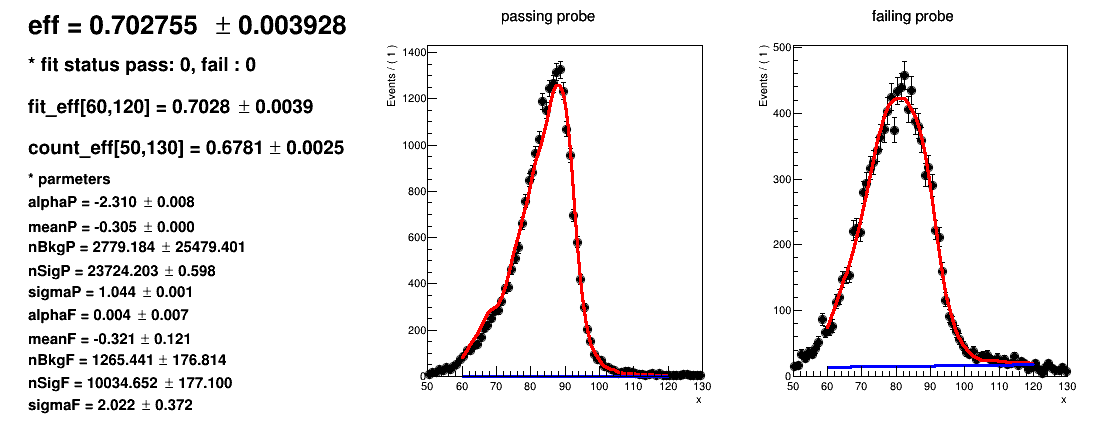 eff = 0.702755 ± 0.003928
* fit status pass: 0, fail : 0
fit_eff[60,120] = 0.7028 ± 0.0039
count_eff[50,130] = 0.6781 ± 0.0025
* parmeters
alphaP = -2.310 ± 0.008
meanP = -0.305 ± 0.000
nBkgP = 2779.184 ± 25479.401
nSigP = 23724.203 ± 0.598
sigmaP = 1.044 ± 0.001
alphaF = 0.004 ± 0.007
meanF = -0.321 ± 0.121
nBkgF = 1265.441 ± 176.814
nSigF = 10034.652 ± 177.100
sigmaF = 2.022 ± 0.372
passing probe
Events / ( 1 )
1400
1200
1000
800
600
400
200
0
50 60 70 80 90 100 110 120 130
x
failing probe
Events / ( 1 )
500
400
300
200
100
0
50 60 70 80 90 100 110 120 130
x